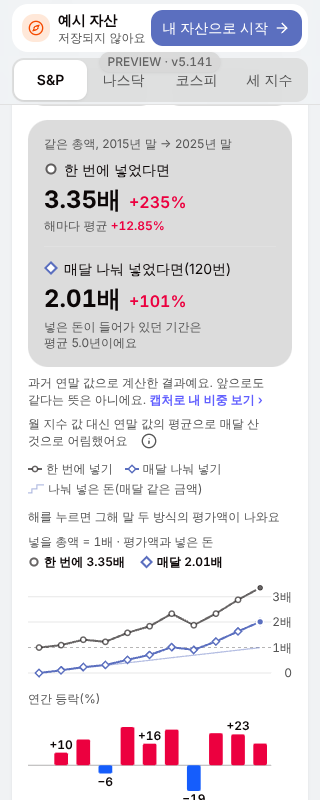 예시 자산
저장되지 않아요
내 자산으로 시작 →
PREVIEW · v5.141
S&P
나스닥
코스피
세 지수
같은 총액, 2015년 말 → 2025년 말
한 번에 넣었다면
3.35배 +235%
해마다 평균 +12.85%
매달 나눠 넣었다면(120번)
2.01배 +101%
넣은 돈이 들어가 있던 기간은
평균 5.0년이에요
과거 연말 값으로 계산한 결과예요. 앞으로도
같다는 뜻은 아니에요. 캡처로 내 비중 보기 ›
월 지수 값 대신 연말 값의 평균으로 매달 산
것으로 어림했어요
한 번에 넣기
매달 나눠 넣기
나눠 넣은 돈(매달 같은 금액)
해를 누르면 그해 말 두 방식의 평가액이 나와요
넣을 총액 = 1배 · 평가액과 넣은 돈
한 번에 3.35배
매달 2.01배
3배
2배
1배
0
연간 등락(%)
+10
−6
+16
−19
+23